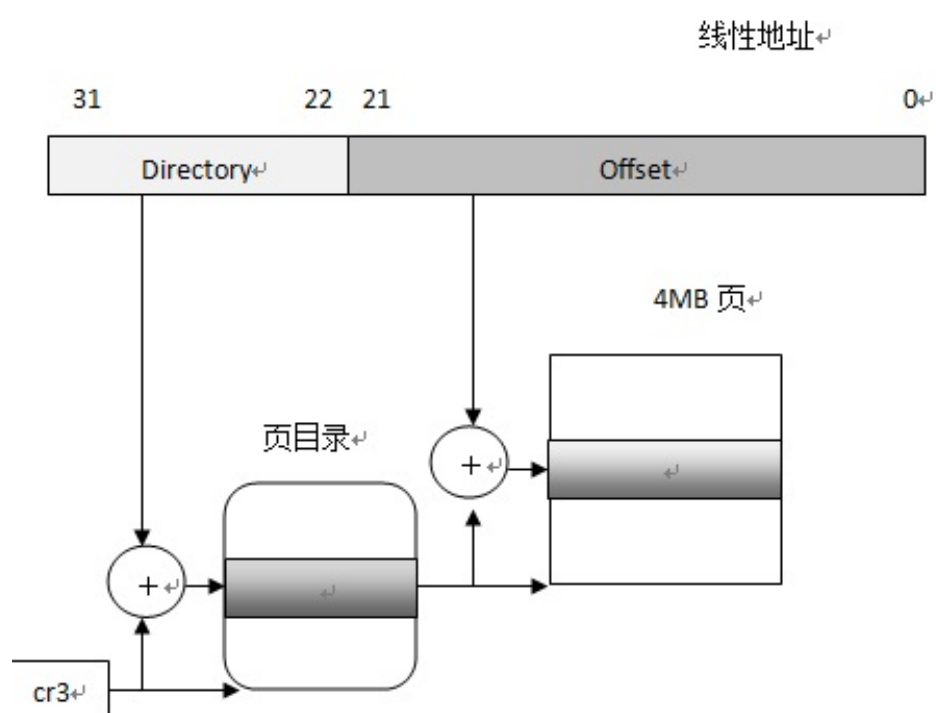 线性地址↵
31 22 21 0↵
Directory↵ Offset↵
4MB 页↵
页目录↵
+↵ ↵
+↵ ↵
cr3↵